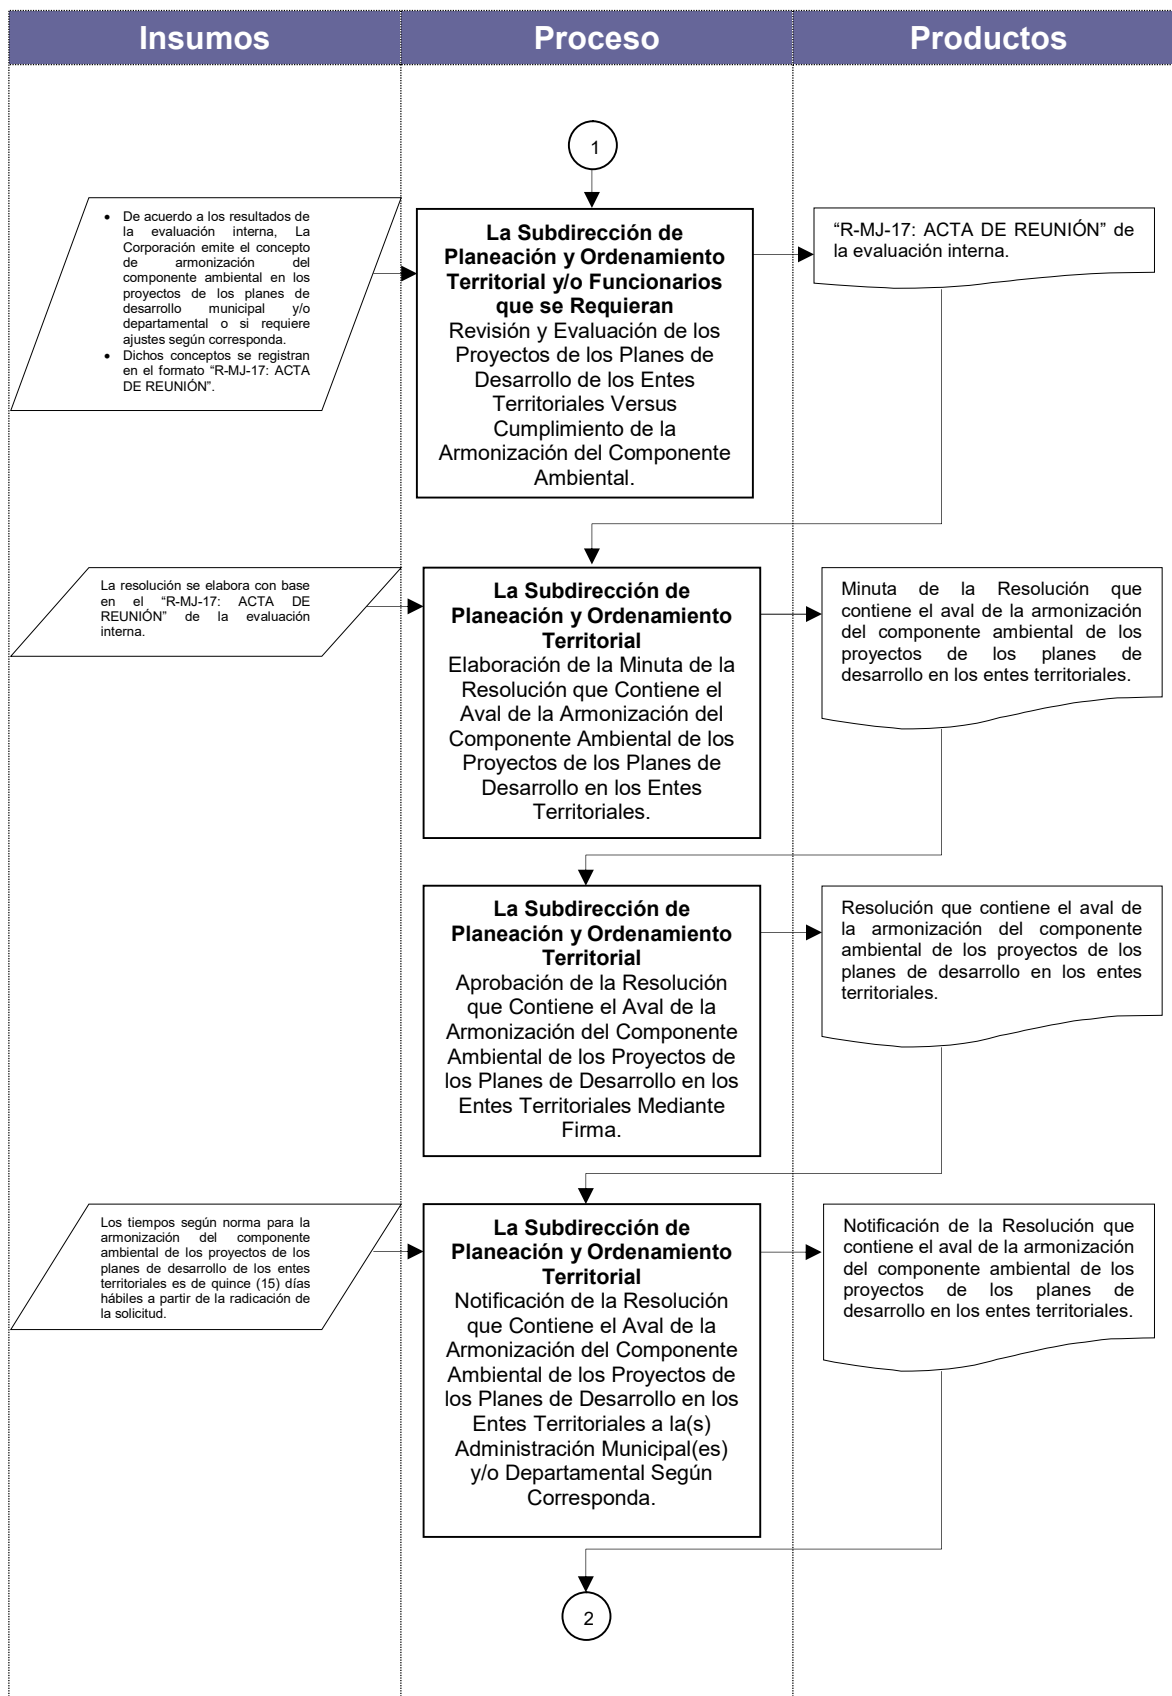 Insumos
Proceso
Productos
1
• De acuerdo a los resultados de
la evaluación interna, La
Corporación emite el concepto
de armonización del
componente ambiental en los
proyectos de los planes de
desarrollo municipal y/o
departamental o si requiere
ajustes según corresponda.
• Dichos conceptos se registran
en el formato “R-MJ-17: ACTA
DE REUNIÓN”.
La Subdirección de
Planeación y Ordenamiento
Territorial y/o Funcionarios
que se Requieran
Revisión y Evaluación de los
Proyectos de los Planes de
Desarrollo de los Entes
Territoriales Versus
Cumplimiento de la
Armonización del Componente
Ambiental.
“R-MJ-17: ACTA DE REUNIÓN” de
la evaluación interna.
La resolución se elabora con base
en el “R-MJ-17: ACTA DE
REUNIÓN” de la evaluación
interna.
La Subdirección de
Planeación y Ordenamiento
Territorial
Elaboración de la Minuta de la
Resolución que Contiene el
Aval de la Armonización del
Componente Ambiental de los
Proyectos de los Planes de
Desarrollo en los Entes
Territoriales.
Minuta de la Resolución que
contiene el aval de la armonización
del componente ambiental de los
proyectos de los planes de
desarrollo en los entes territoriales.
La Subdirección de
Planeación y Ordenamiento
Territorial
Aprobación de la Resolución
que Contiene el Aval de la
Armonización del Componente
Ambiental de los Proyectos de
los Planes de Desarrollo en los
Entes Territoriales Mediante
Firma.
Resolución que contiene el aval de
la armonización del componente
ambiental de los proyectos de los
planes de desarrollo en los entes
territoriales.
Los tiempos según norma para la
armonización del componente
ambiental de los proyectos de los
planes de desarrollo de los entes
territoriales es de quince (15) días
hábiles a partir de la radicación de
la solicitud.
La Subdirección de
Planeación y Ordenamiento
Territorial
Notificación de la Resolución
que Contiene el Aval de la
Armonización del Componente
Ambiental de los Proyectos de
los Planes de Desarrollo en los
Entes Territoriales a la(s)
Administración Municipal(es)
y/o Departamental Según
Corresponda.
Notificación de la Resolución que
contiene el aval de la armonización
del componente ambiental de los
proyectos de los planes de
desarrollo en los entes territoriales.
2